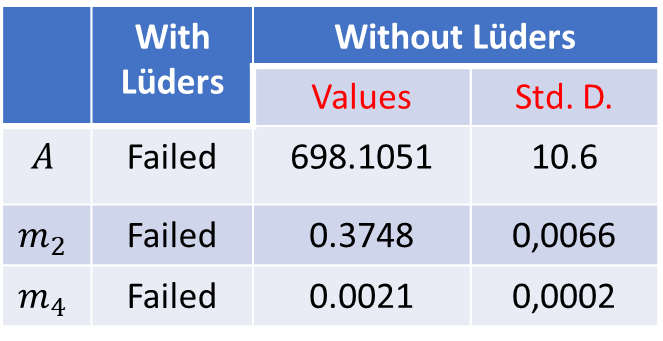 With Lüders Without Lüders
Values Std. D.
A Failed 698.1051 10.6
m₂ Failed 0.3748 0,0066
m₄ Failed 0.0021 0,0002